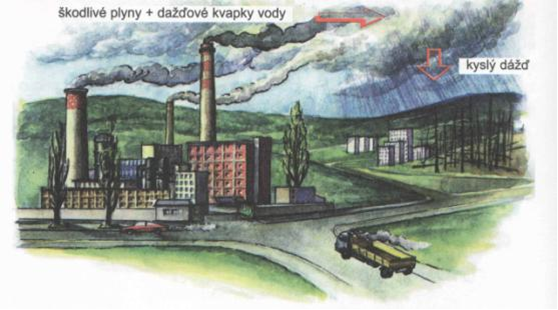 škodlivé plyny + dažďové kvapky vody
kyslý dážď